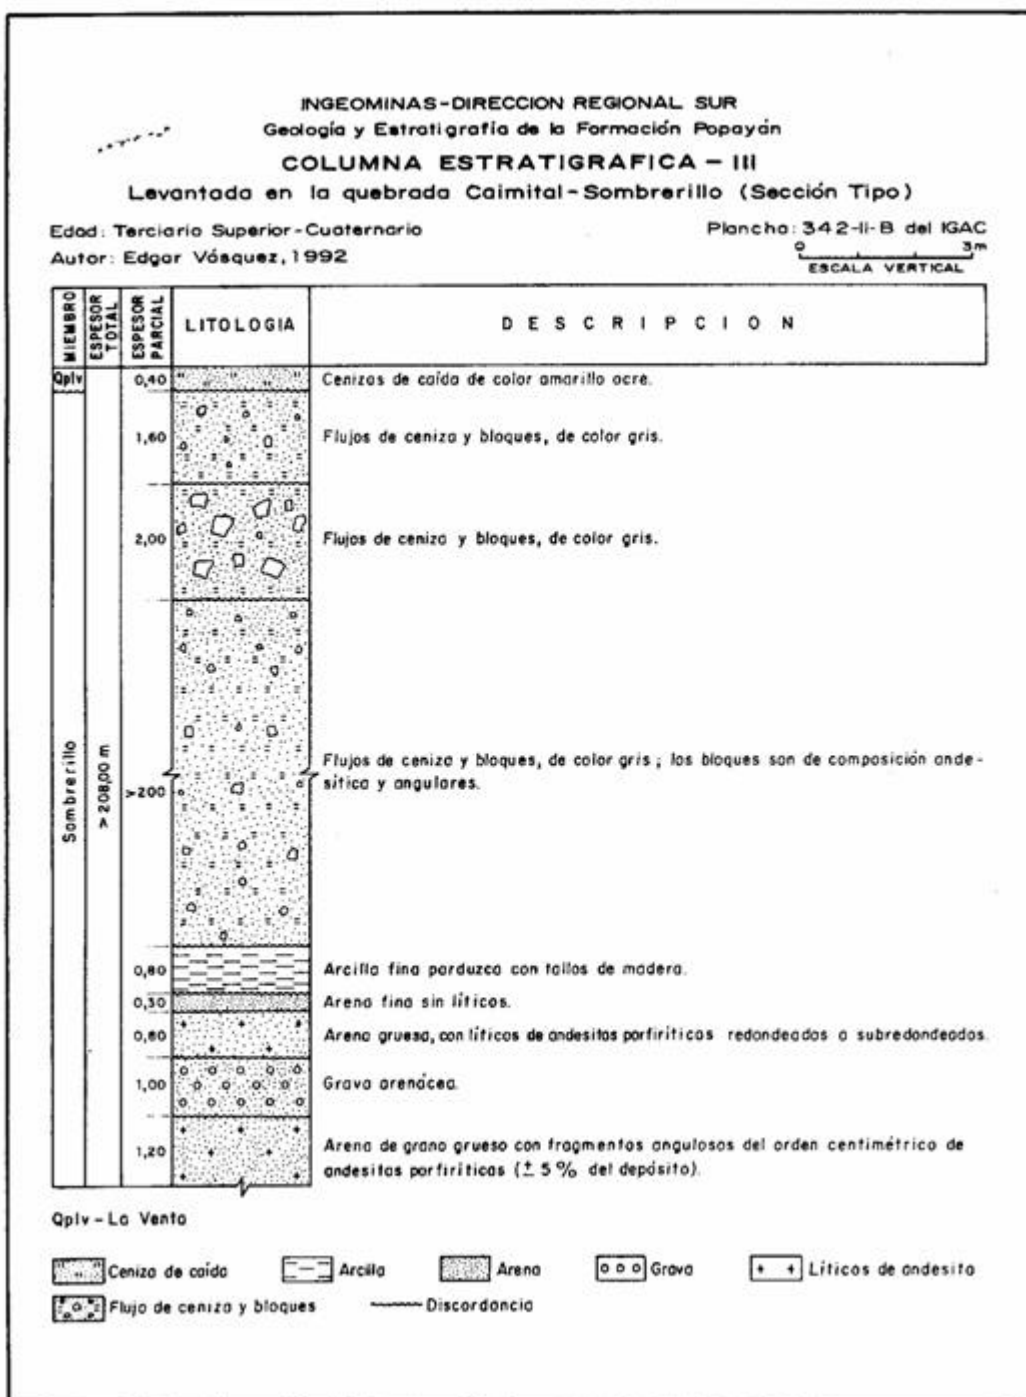 INGEOMINAS-DIRECCION REGIONAL SUR
Geología y Estratigrafía de la Formación Popayán
COLUMNA ESTRATIGRAFICA - III
Levantada en la quebrada Caimital-Sombrerillo (Sección Tipo)
Edad: Terciario Superior-Cuaternario
Autor: Edgar Vásquez, 1992
Plancha: 342-II-B del IGAC
0 3m
ESCALA VERTICAL
MIEMBRO
ESPESOR TOTAL
ESPESOR PARCIAL
LITOLOGIA
DESCRIPCION
Qplv
0,40
Cenizas de caída de color amarillo ocre.
1,60
Flujos de ceniza y bloques, de color gris.
2,00
Flujos de ceniza y bloques, de color gris.
Sombrerillo
> 208,00 m
>200
Flujos de ceniza y bloques, de color gris; los bloques son de composición ande-
sítica y angulares.
0,80
Arcilla fina parduzca con tallos de madera.
0,30
Arena fina sin líticos.
0,80
Arena gruesa, con líticos de andesitas porfiríticas redondeados a subredondeados.
1,00
Grava arenácea.
1,20
Arena de grano grueso con fragmentos angulosos del orden centimétrico de
andesitas porfiríticas (± 5 % del depósito).
Qplv - La Venta
Ceniza de caída
Arcilla
Arena
Grava
Líticos de andesita
Flujo de ceniza y bloques
Discordancia